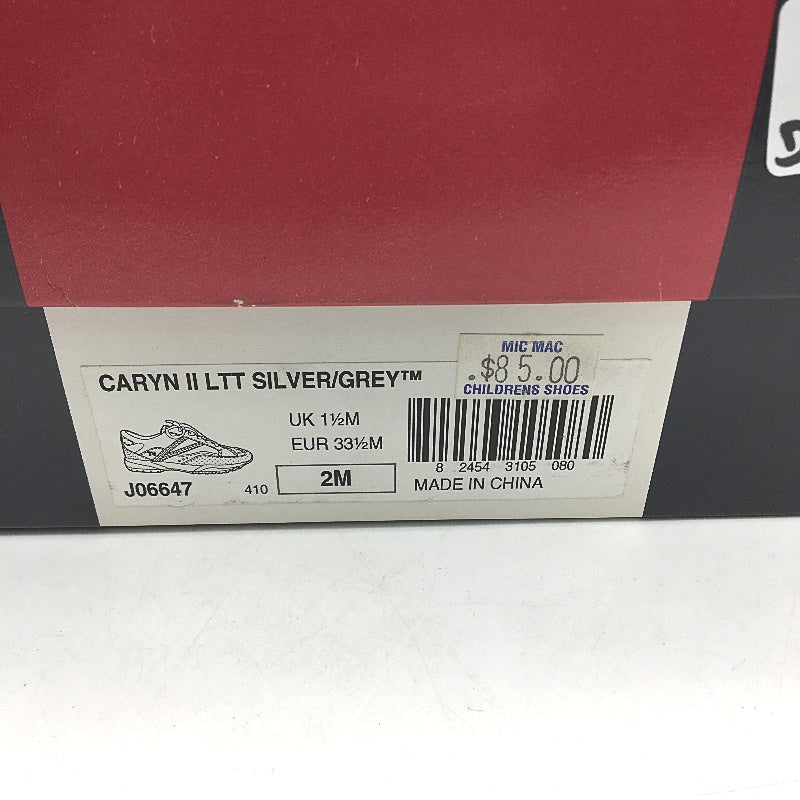 MIC MAC
.$85.00
CHILDRENS SHOES
CARYN II LTT SILVER/GREY™
UK 1½M
EUR 33½M
8 2454 3105 080
J06647 410 2M MADE IN CHINA